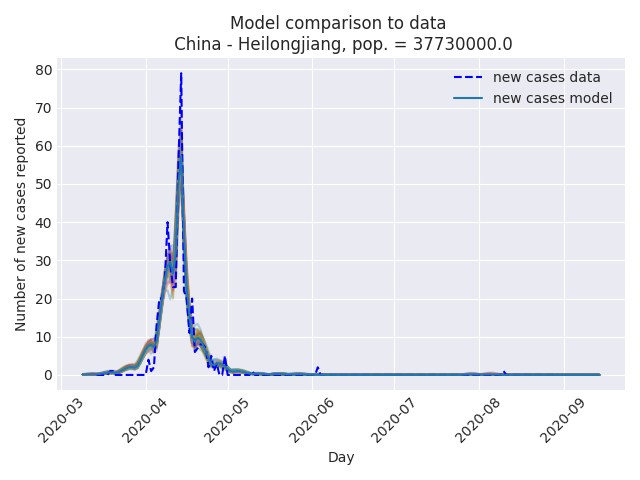 Model comparison to data
China - Heilongjiang, pop. = 37730000.0
new cases data
new cases model
Number of new cases reported
80
70
60
50
40
30
20
10
0
2020-03
2020-04
2020-05
2020-06
2020-07
2020-08
2020-09
Day